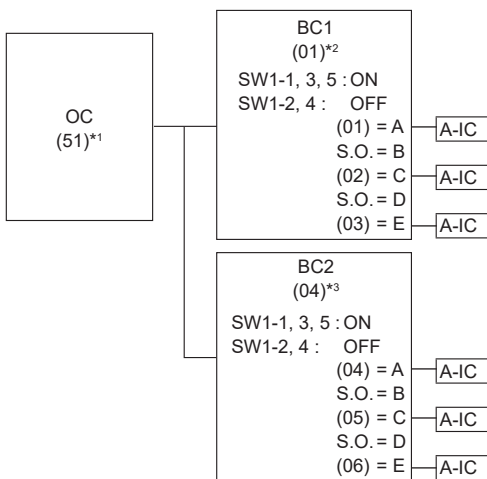 OC
(51)*1
BC1
(01)*2
SW1-1, 3, 5 : ON
SW1-2, 4 : OFF
(01) = A
A-IC
S.O. = B
(02) = C
A-IC
S.O. = D
(03) = E
A-IC
BC2
(04)*3
SW1-1, 3, 5 : ON
SW1-2, 4 : OFF
(04) = A
A-IC
S.O. = B
(05) = C
A-IC
S.O. = D
(06) = E
A-IC